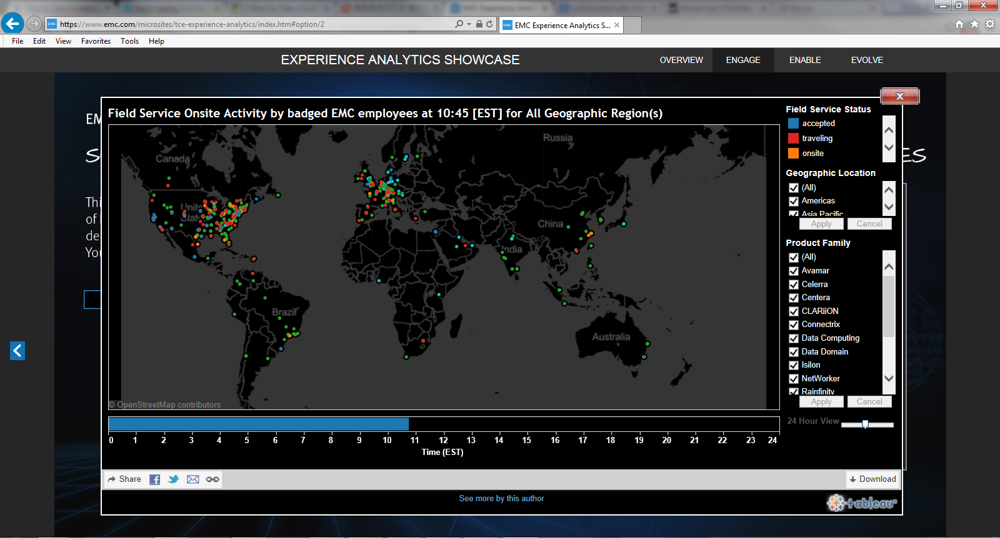 https://www.emc.com/microsites/tce-experience-analytics/index.htm#option/2
EMC Experience Analytics S...
File Edit View Favorites Tools Help
EXPERIENCE ANALYTICS SHOWCASE
OVERVIEW ENGAGE ENABLE EVOLVE
Field Service Onsite Activity by badged EMC employees at 10:45 [EST] for All Geographic Region(s)
Field Service Status
accepted
traveling
onsite
Geographic Location
(All)
Americas
Asia Pacific
Apply Cancel
Product Family
(All)
Avamar
Celerra
Centera
CLARiiON
Connectrix
Data Computing
Data Domain
Isilon
NetWorker
Rainfinity
Apply Cancel
24 Hour View
Russia
Canada
United
States
China
India
Brazil
Australia
© OpenStreetMap contributors
0 1 2 3 4 5 6 7 8 9 10 11 12 13 14 15 16 17 18 19 20 21 22 23 24
Time (EST)
Share
Download
See more by this author
tableau
EM
ES
Thi
of
de
You